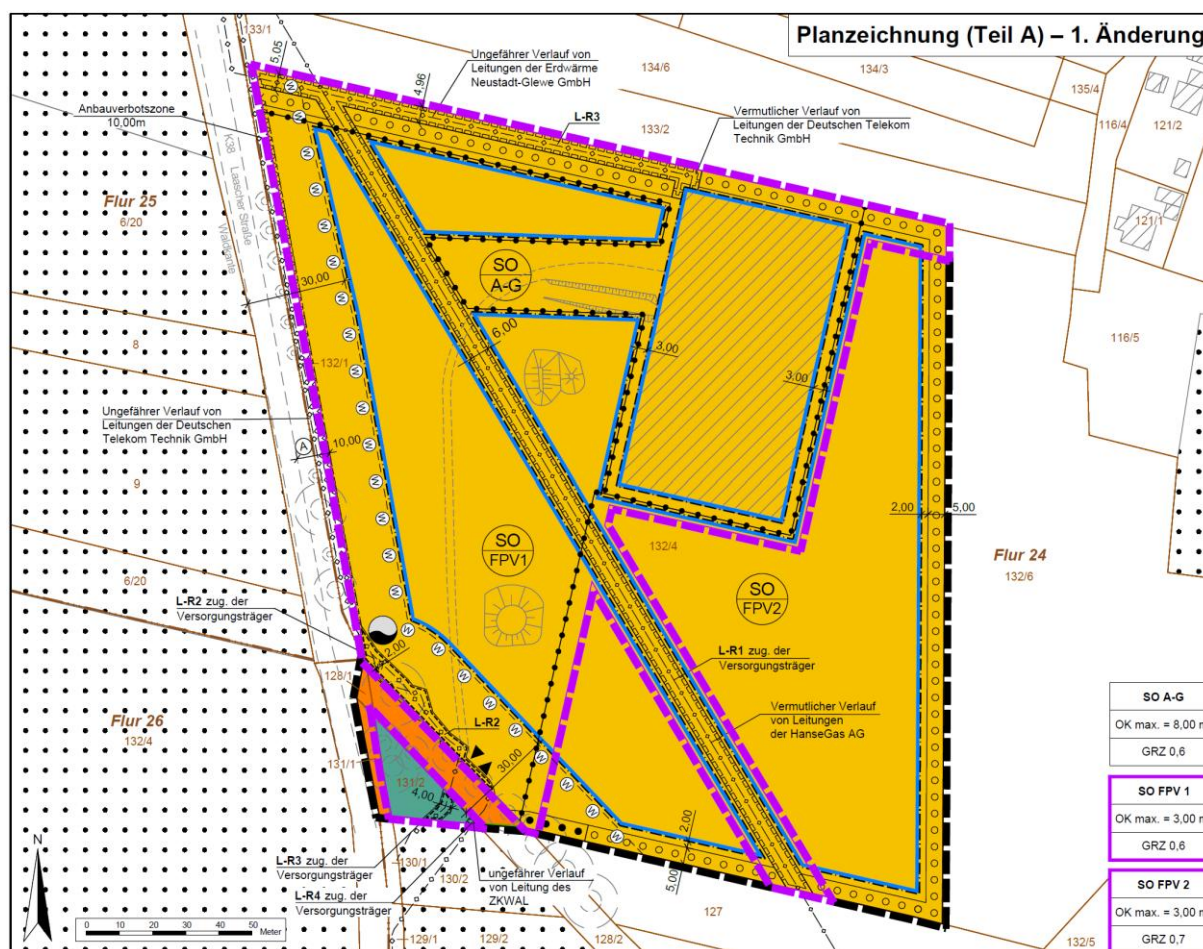 Planzeichnung (Teil A) – 1. Änderung
133/1
5,05
Ungefährer Verlauf von
Leitungen der Erdwärme
Neustadt-Glewe GmbH
4,96
134/6
134/3
135/4
116/4
121/2
Anbauverbotszone
10,00m
L-R3
133/2
Vermutlicher Verlauf von
Leitungen der Deutschen Telekom
Technik GmbH
K38 Laascher Straße
Waldkante
Flur 25
6/20
121/1
SO
A-G
30,00
6,00
3,00
3,00
116/5
8
132/1
Ungefährer Verlauf von
Leitungen der Deutschen
Telekom Technik GmbH
A
10,00
9
2,00
5,00
SO
FPV1
132/4
Flur 24
132/6
SO
FPV2
6/20
L-R2 zug. der
Versorgungsträger
2,00
L-R1 zug. der
Versorgungsträger
128/1
L-R2
Vermutlicher Verlauf
von Leitungen
der HanseGas AG
Flur 26
132/4
131/1
131/2
30,00
4,00
2,00
5,00
SO A-G
OK max. = 8,00 m
GRZ 0,6
SO FPV 1
OK max. = 3,00 m
GRZ 0,6
SO FPV 2
OK max. = 3,00 m
GRZ 0,7
N
L-R3 zug. der
Versorgungsträger
130/1
130/2
ungefährer Verlauf
von Leitung des
ZKWAL
L-R4 zug. der
Versorgungsträger
127
0 10 20 30 40 50
Meter
129/1
129/2
128/2
132/5